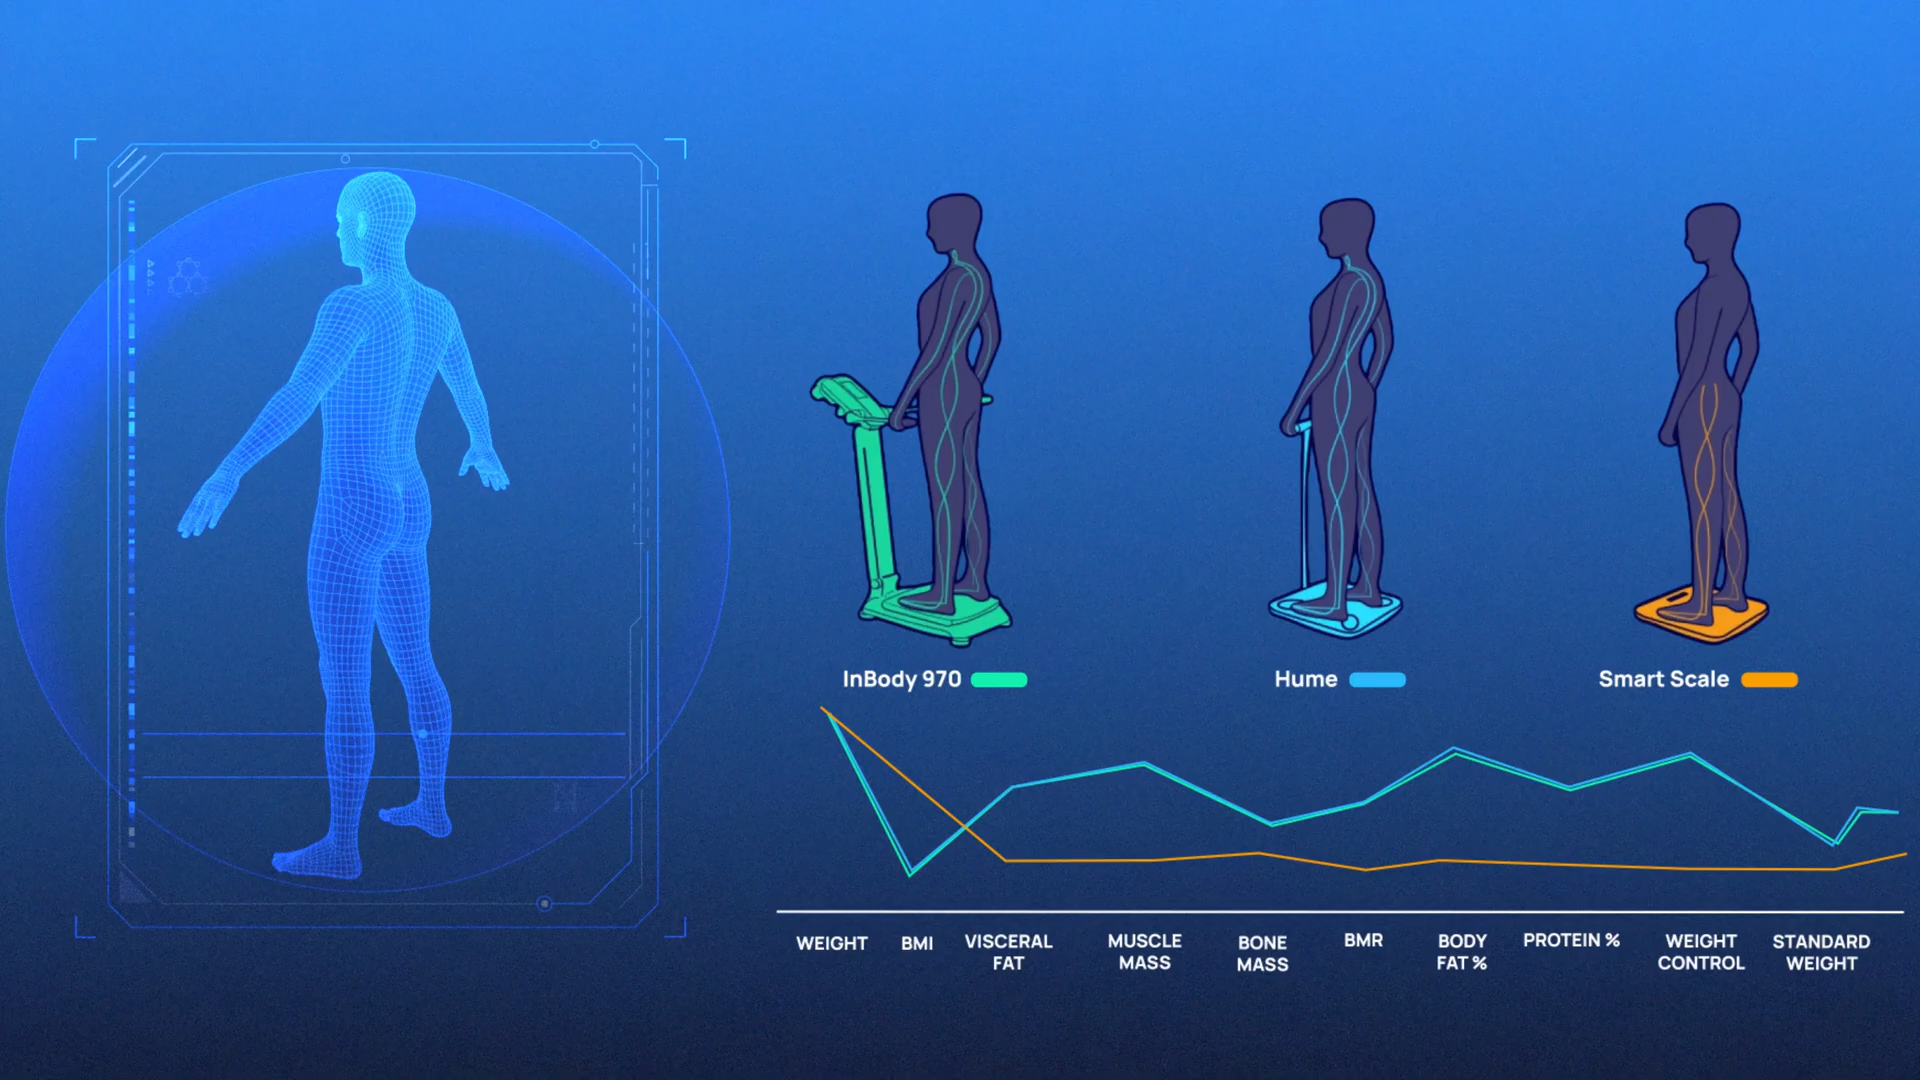 InBody 970
Hume
Smart Scale
WEIGHT
BMI
VISCERAL
FAT
MUSCLE
MASS
BONE
MASS
BMR
BODY
FAT %
PROTEIN %
WEIGHT
CONTROL
STANDARD
WEIGHT